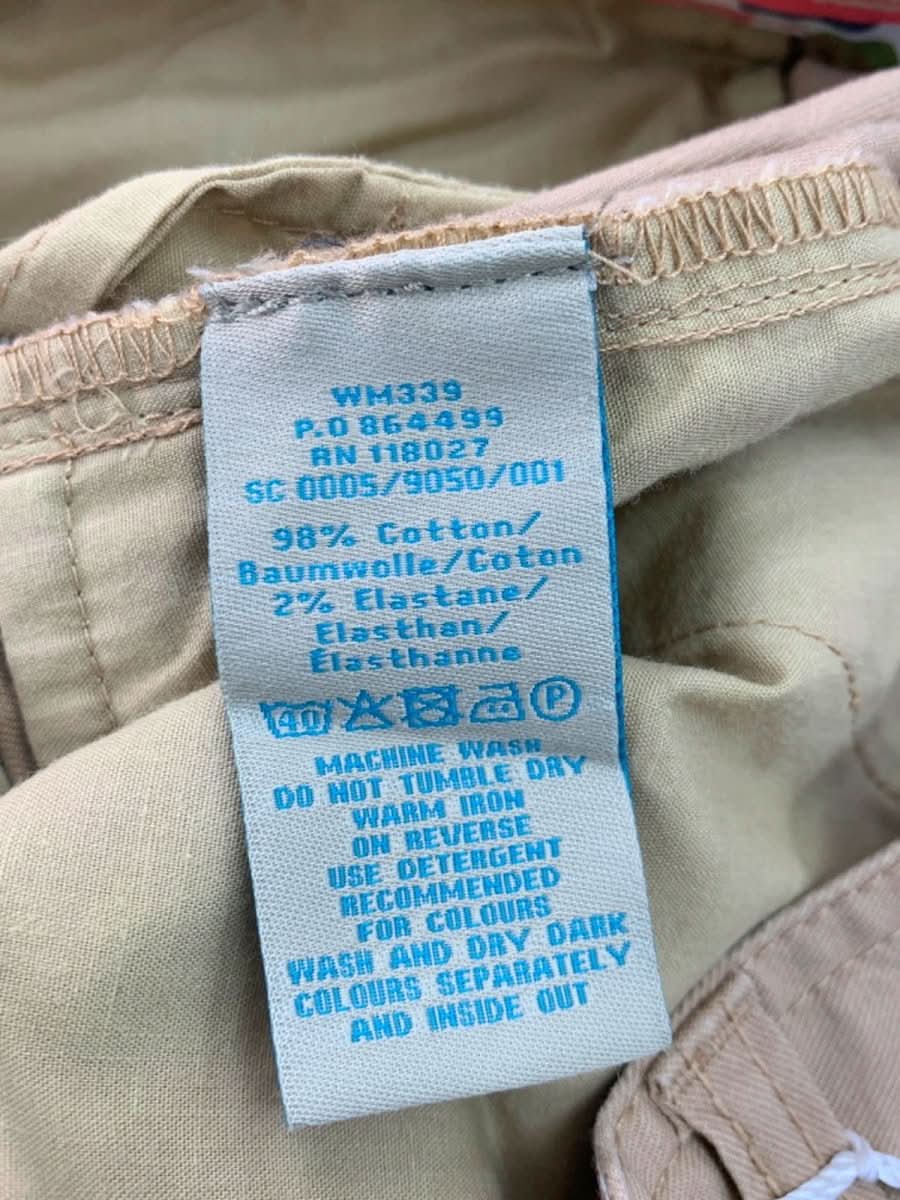 WM339
P.O 864499
RN 118027
SC 0005/9050/001
98% Cotton/
Baumwolle/Coton
2% Elastane/
Elasthan/
Élasthanne
40 P
MACHINE WASH
DO NOT TUMBLE DRY
WARM IRON
ON REVERSE
USE DETERGENT
RECOMMENDED
FOR COLOURS
WASH AND DRY DARK
COLOURS SEPARATELY
AND INSIDE OUT